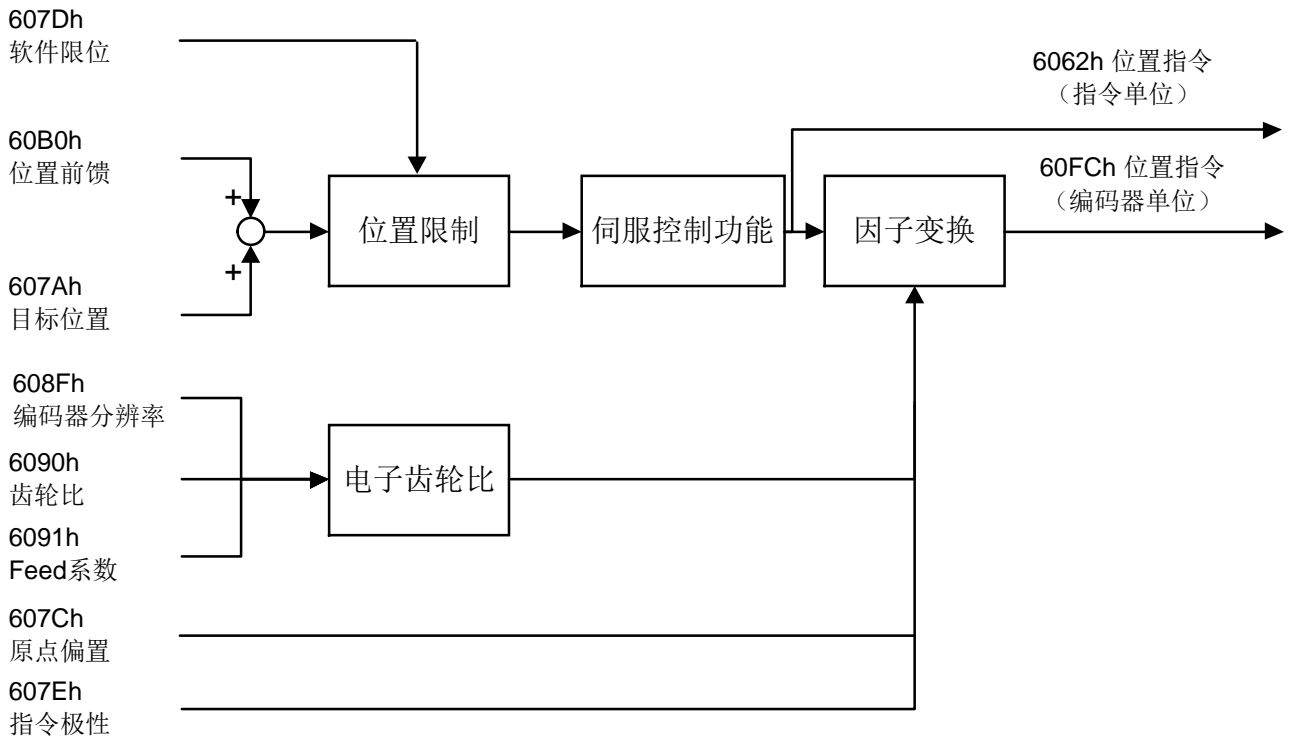 607Dh
软件限位
6062h 位置指令
（指令单位）
60B0h
位置前馈
60FCh 位置指令
（编码器单位）
+
位置限制
伺服控制功能
因子变换
+
607Ah
目标位置
608Fh
编码器分辨率
6090h
齿轮比
电子齿轮比
6091h
Feed系数
607Ch
原点偏置
607Eh
指令极性